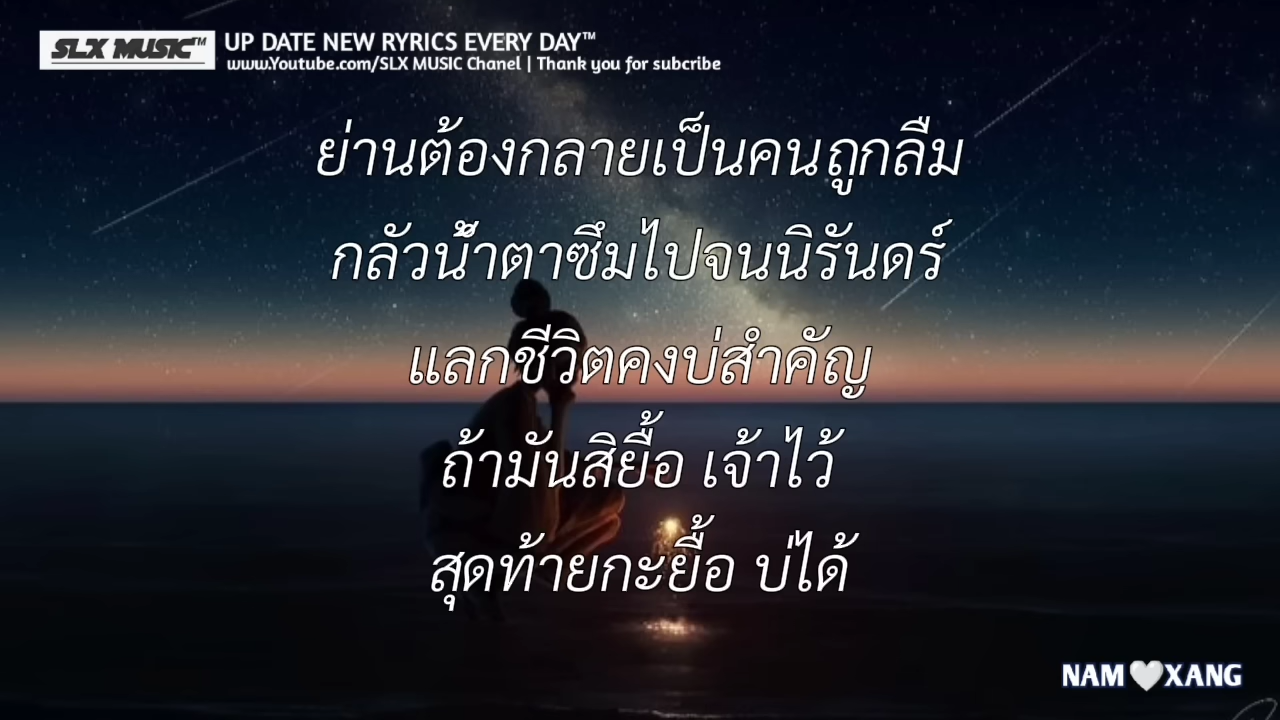 SLX MUSIC™
UP DATE NEW RYRICS EVERY DAY™
www.Youtube.com/SLX MUSIC Chanel | Thank you for subcribe
ย่านต้องกลายเป็นคนถูกลืม
กลัวน้ำตาซึมไปจนนิรันดร์
แลกชีวิตคงบ่สำคัญ
ถ้ามันสิยื้อ เจ้าไว้
สุดท้ายกะยื้อ บ่ได้
NAM🤍XANG